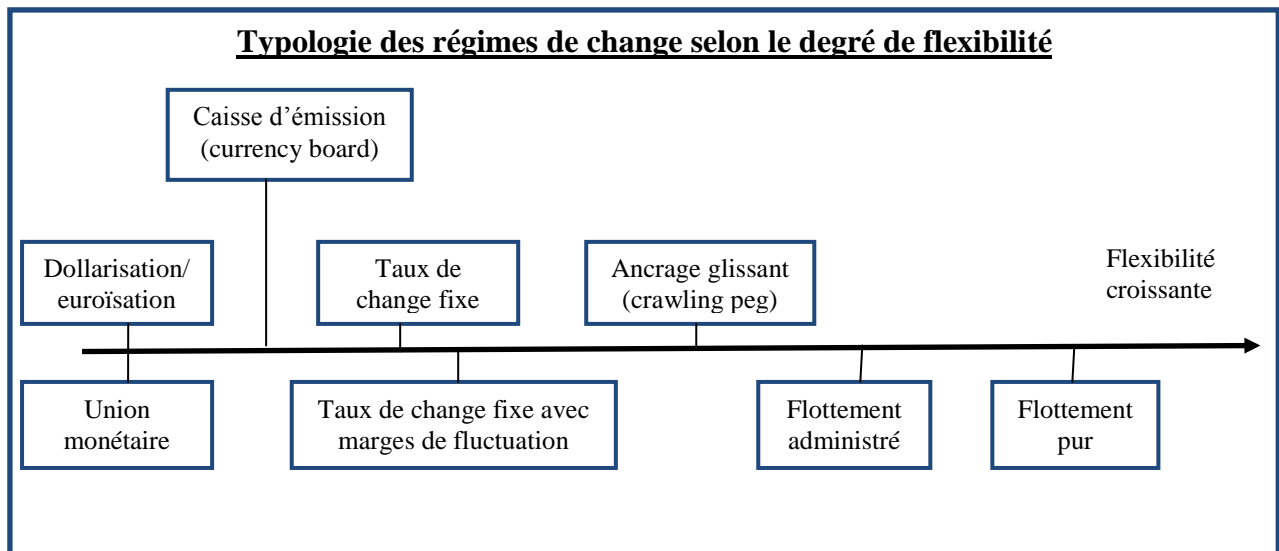 Typologie des régimes de change selon le degré de flexibilité
Caisse d’émission
(currency board)
Dollarisation/
euroïsation
Taux de
change fixe
Ancrage glissant
(crawling peg)
Flexibilité
croissante
Union
monétaire
Taux de change fixe avec
marges de fluctuation
Flottement
administré
Flottement
pur